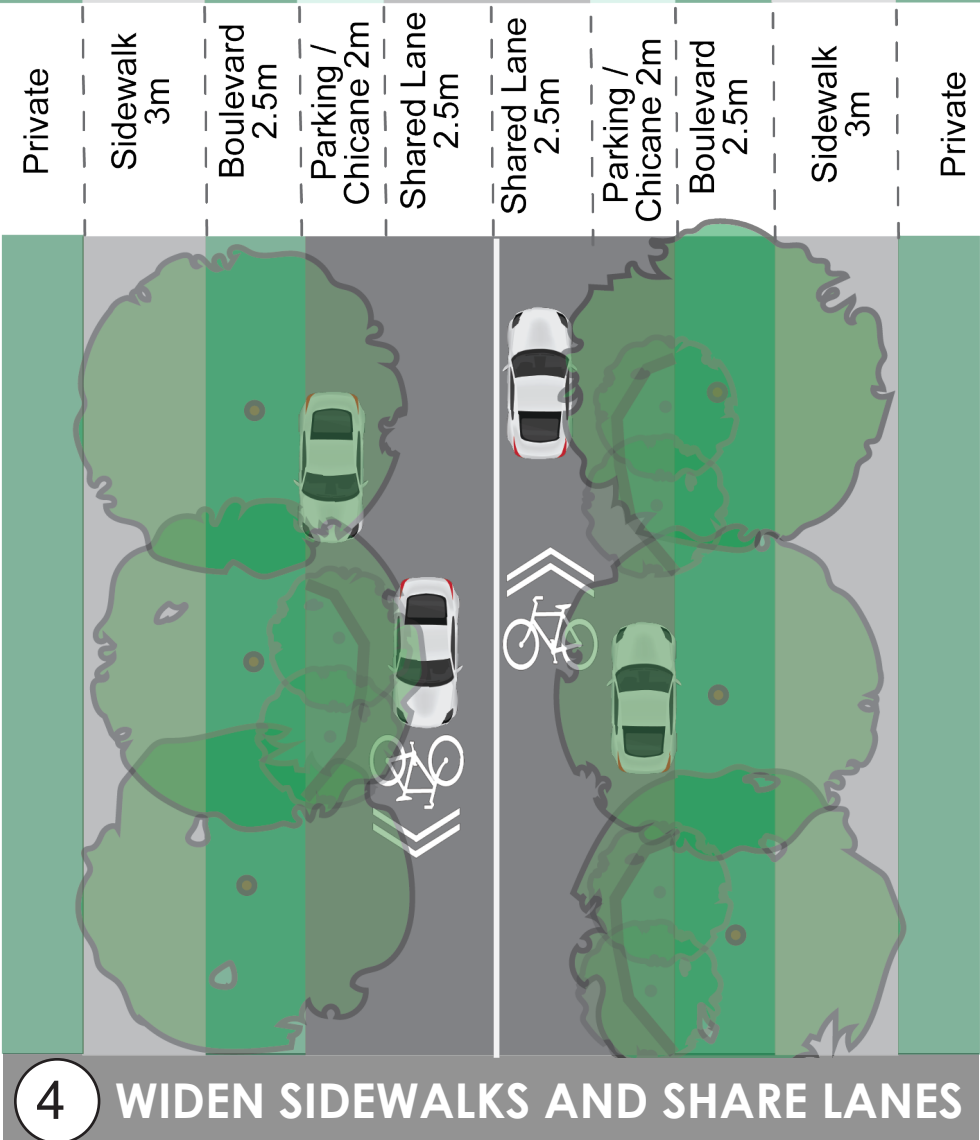 Private
Sidewalk
3m
Boulevard
2.5m
Parking /
Chicane 2m
Shared Lane
2.5m
Shared Lane
2.5m
Parking /
Chicane 2m
Boulevard
2.5m
Sidewalk
3m
Private
4 WIDEN SIDEWALKS AND SHARE LANES